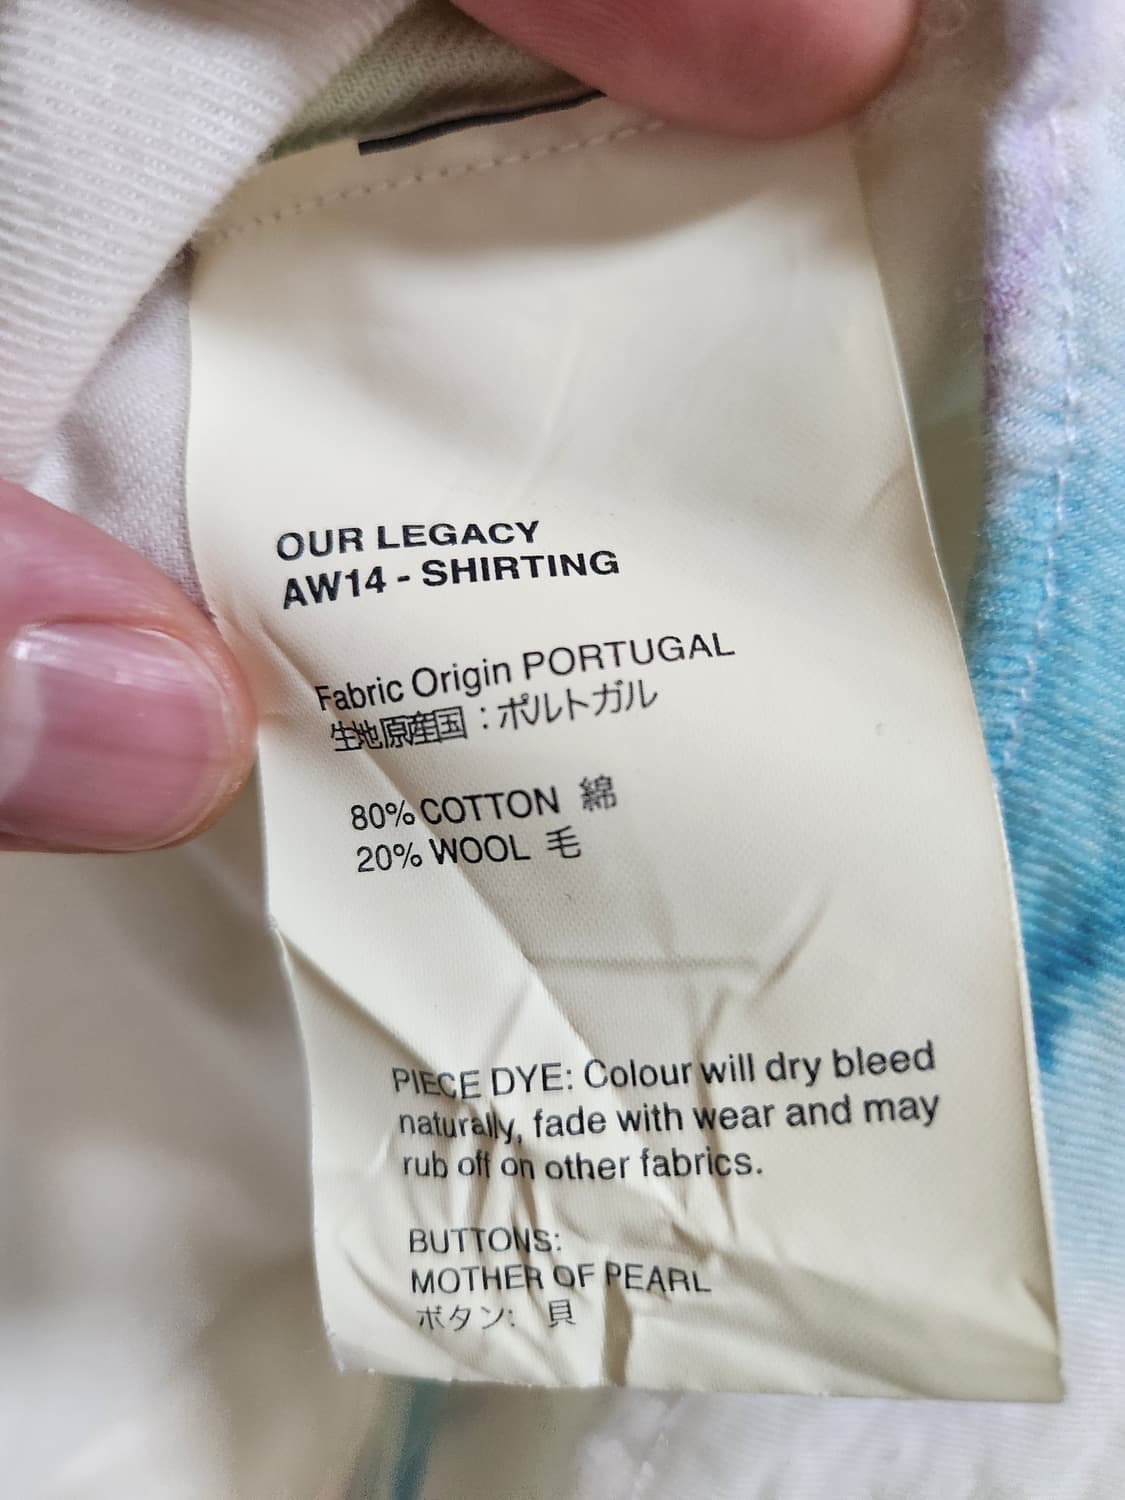 OUR LEGACY
AW14 - SHIRTING
Fabric Origin PORTUGAL
生地原産国：ポルトガル
80% COTTON 綿
20% WOOL 毛
PIECE DYE: Colour will dry bleed
naturally, fade with wear and may
rub off on other fabrics.
BUTTONS:
MOTHER OF PEARL
ボタン: 貝